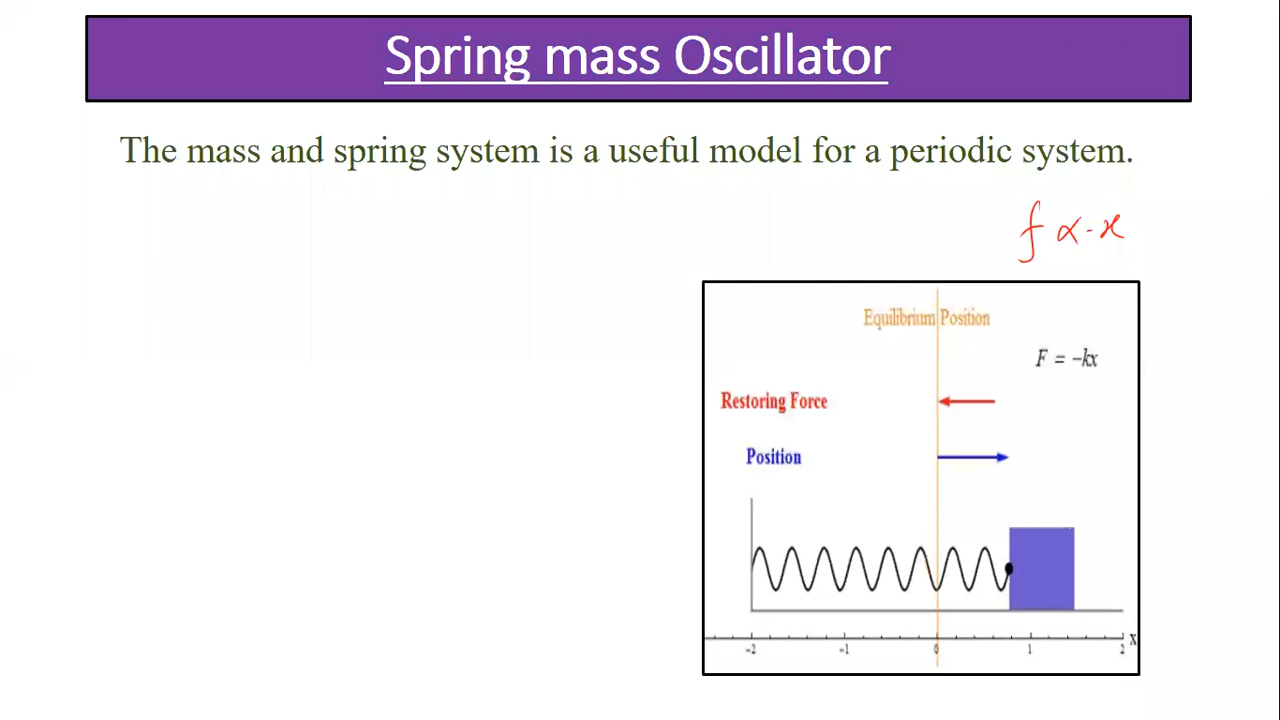 Spring mass Oscillator
The mass and spring system is a useful model for a periodic system.
f ∝ -x
Equilibrium Position
F = -kx
Restoring Force
Position
-2 -1 0 1 2 x